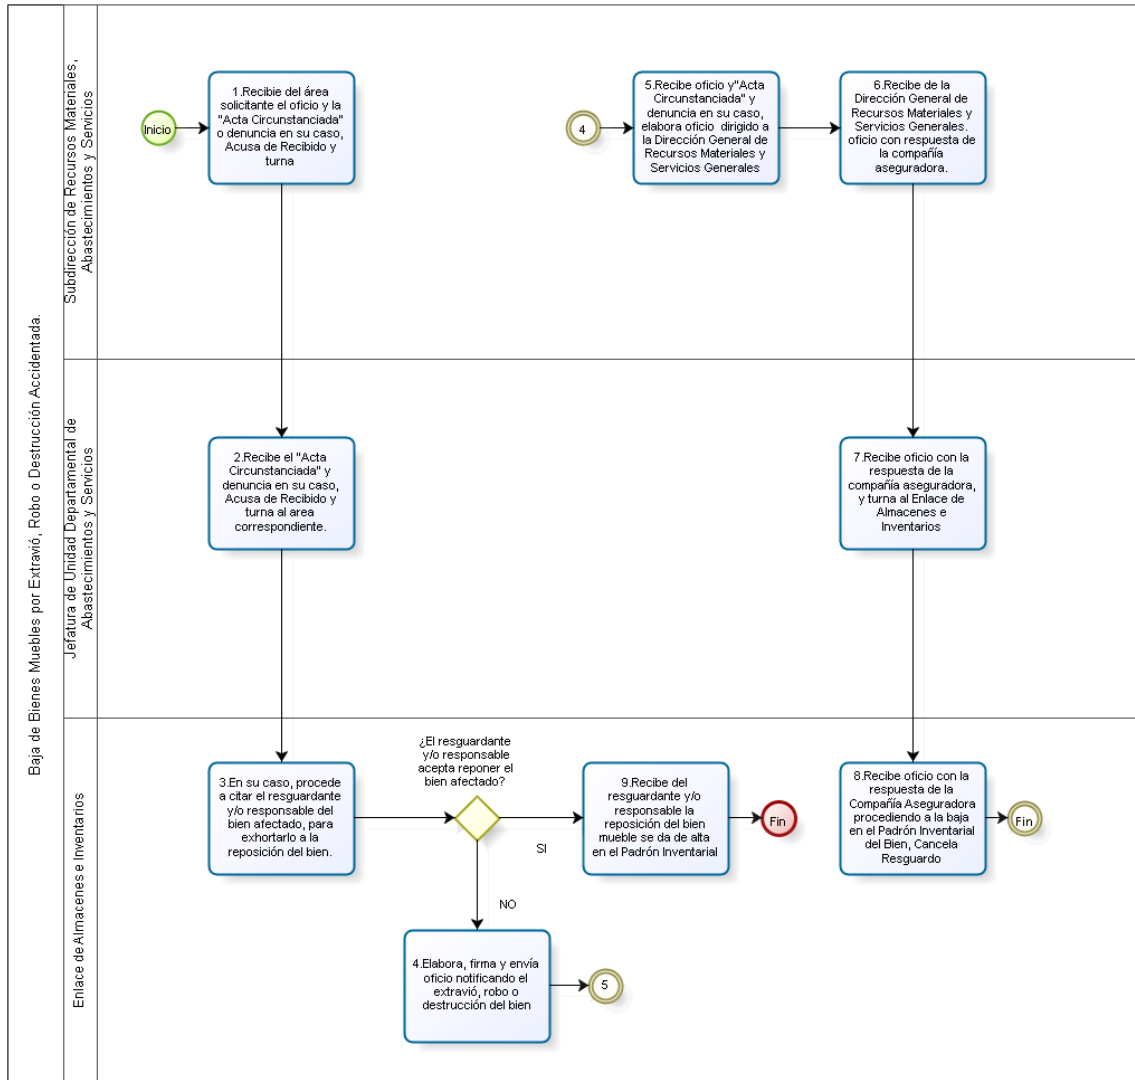 Baja de Bienes Muebles por Extravió, Robo o Destrucción Accidentada.
Subdirección de Recursos Materiales,
Abastecimientos y Servicios
Inicio
1.Recibie del área
solicitante el oficio y la
"Acta Circunstanciada"
o denuncia en su caso,
Acusa de Recibido y
turna
4
5.Recibe oficio y"Acta
Circunstanciada" y
denuncia en su caso,
elabora oficio dirigido a
la Dirección General de
Recursos Materiales y
Servicios Generales
6.Recibe de la
Dirección General de
Recursos Materiales y
Servicios Generales.
oficio con respuesta de
la compañía
aseguradora.
Jefatura de Unidad Departamental de
Abastecimientos y Servicios
2.Recibe el "Acta
Circunstanciada" y
denuncia en su caso,
Acusa de Recibido y
turna al area
correspondiente.
7.Recibe oficio con la
respuesta de la
compañía aseguradora,
y turna al Enlace de
Almacenes e
Inventarios
Enlace de Almacenes e Inventarios
3.En su caso, procede
a citar el resguardante
y/o responsable del
bien afectado, para
exhortarlo a la
reposición del bien.
¿El resguardante
y/o responsable
acepta reponer el
bien afectado?
SI
NO
9.Recibe del
resguardante y/o
responsable la
reposición del bien
mueble se da de alta
en el Padrón Inventarial
Fin
8.Recibe oficio con la
respuesta de la
Compañía Aseguradora
procediendo a la baja
en el Padrón Inventarial
del Bien, Cancela
Resguardo
Fin
4.Elabora, firma y envía
oficio notificando el
extravió, robo o
destrucción del bien
5